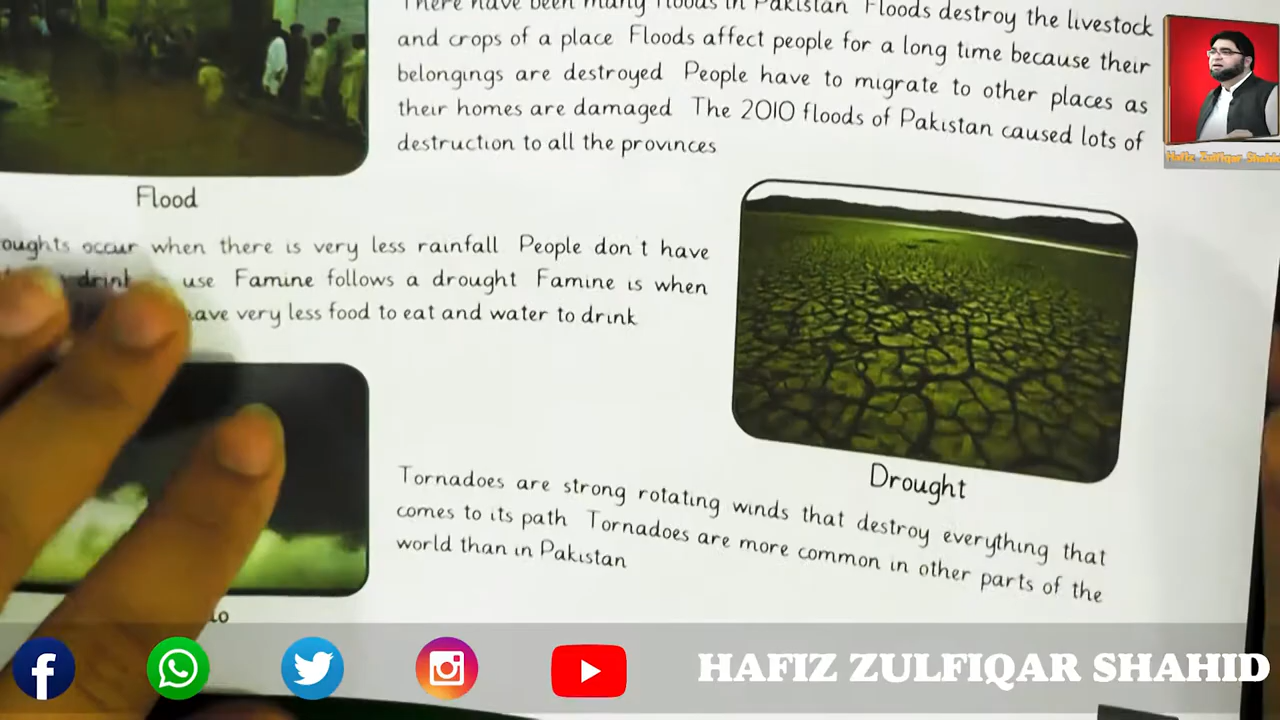 There have been many floods in Pakistan Floods destroy the livestock
and crops of a place Floods affect people for a long time because their
belongings are destroyed People have to migrate to other places as
their homes are damaged The 2010 floods of Pakistan caused lots of
destruction to all the provinces
Hafiz Zulfiqar Shahid
Flood
oughts occur when there is very less rainfall People don t have
drink use Famine follows a drought Famine is when
ave very less food to eat and water to drink
Drought
Tornadoes are strong rotating winds that destroy everything that
comes to its path Tornadoes are more common in other parts of the
world than in Pakistan
do
HAFIZ ZULFIQAR SHAHID